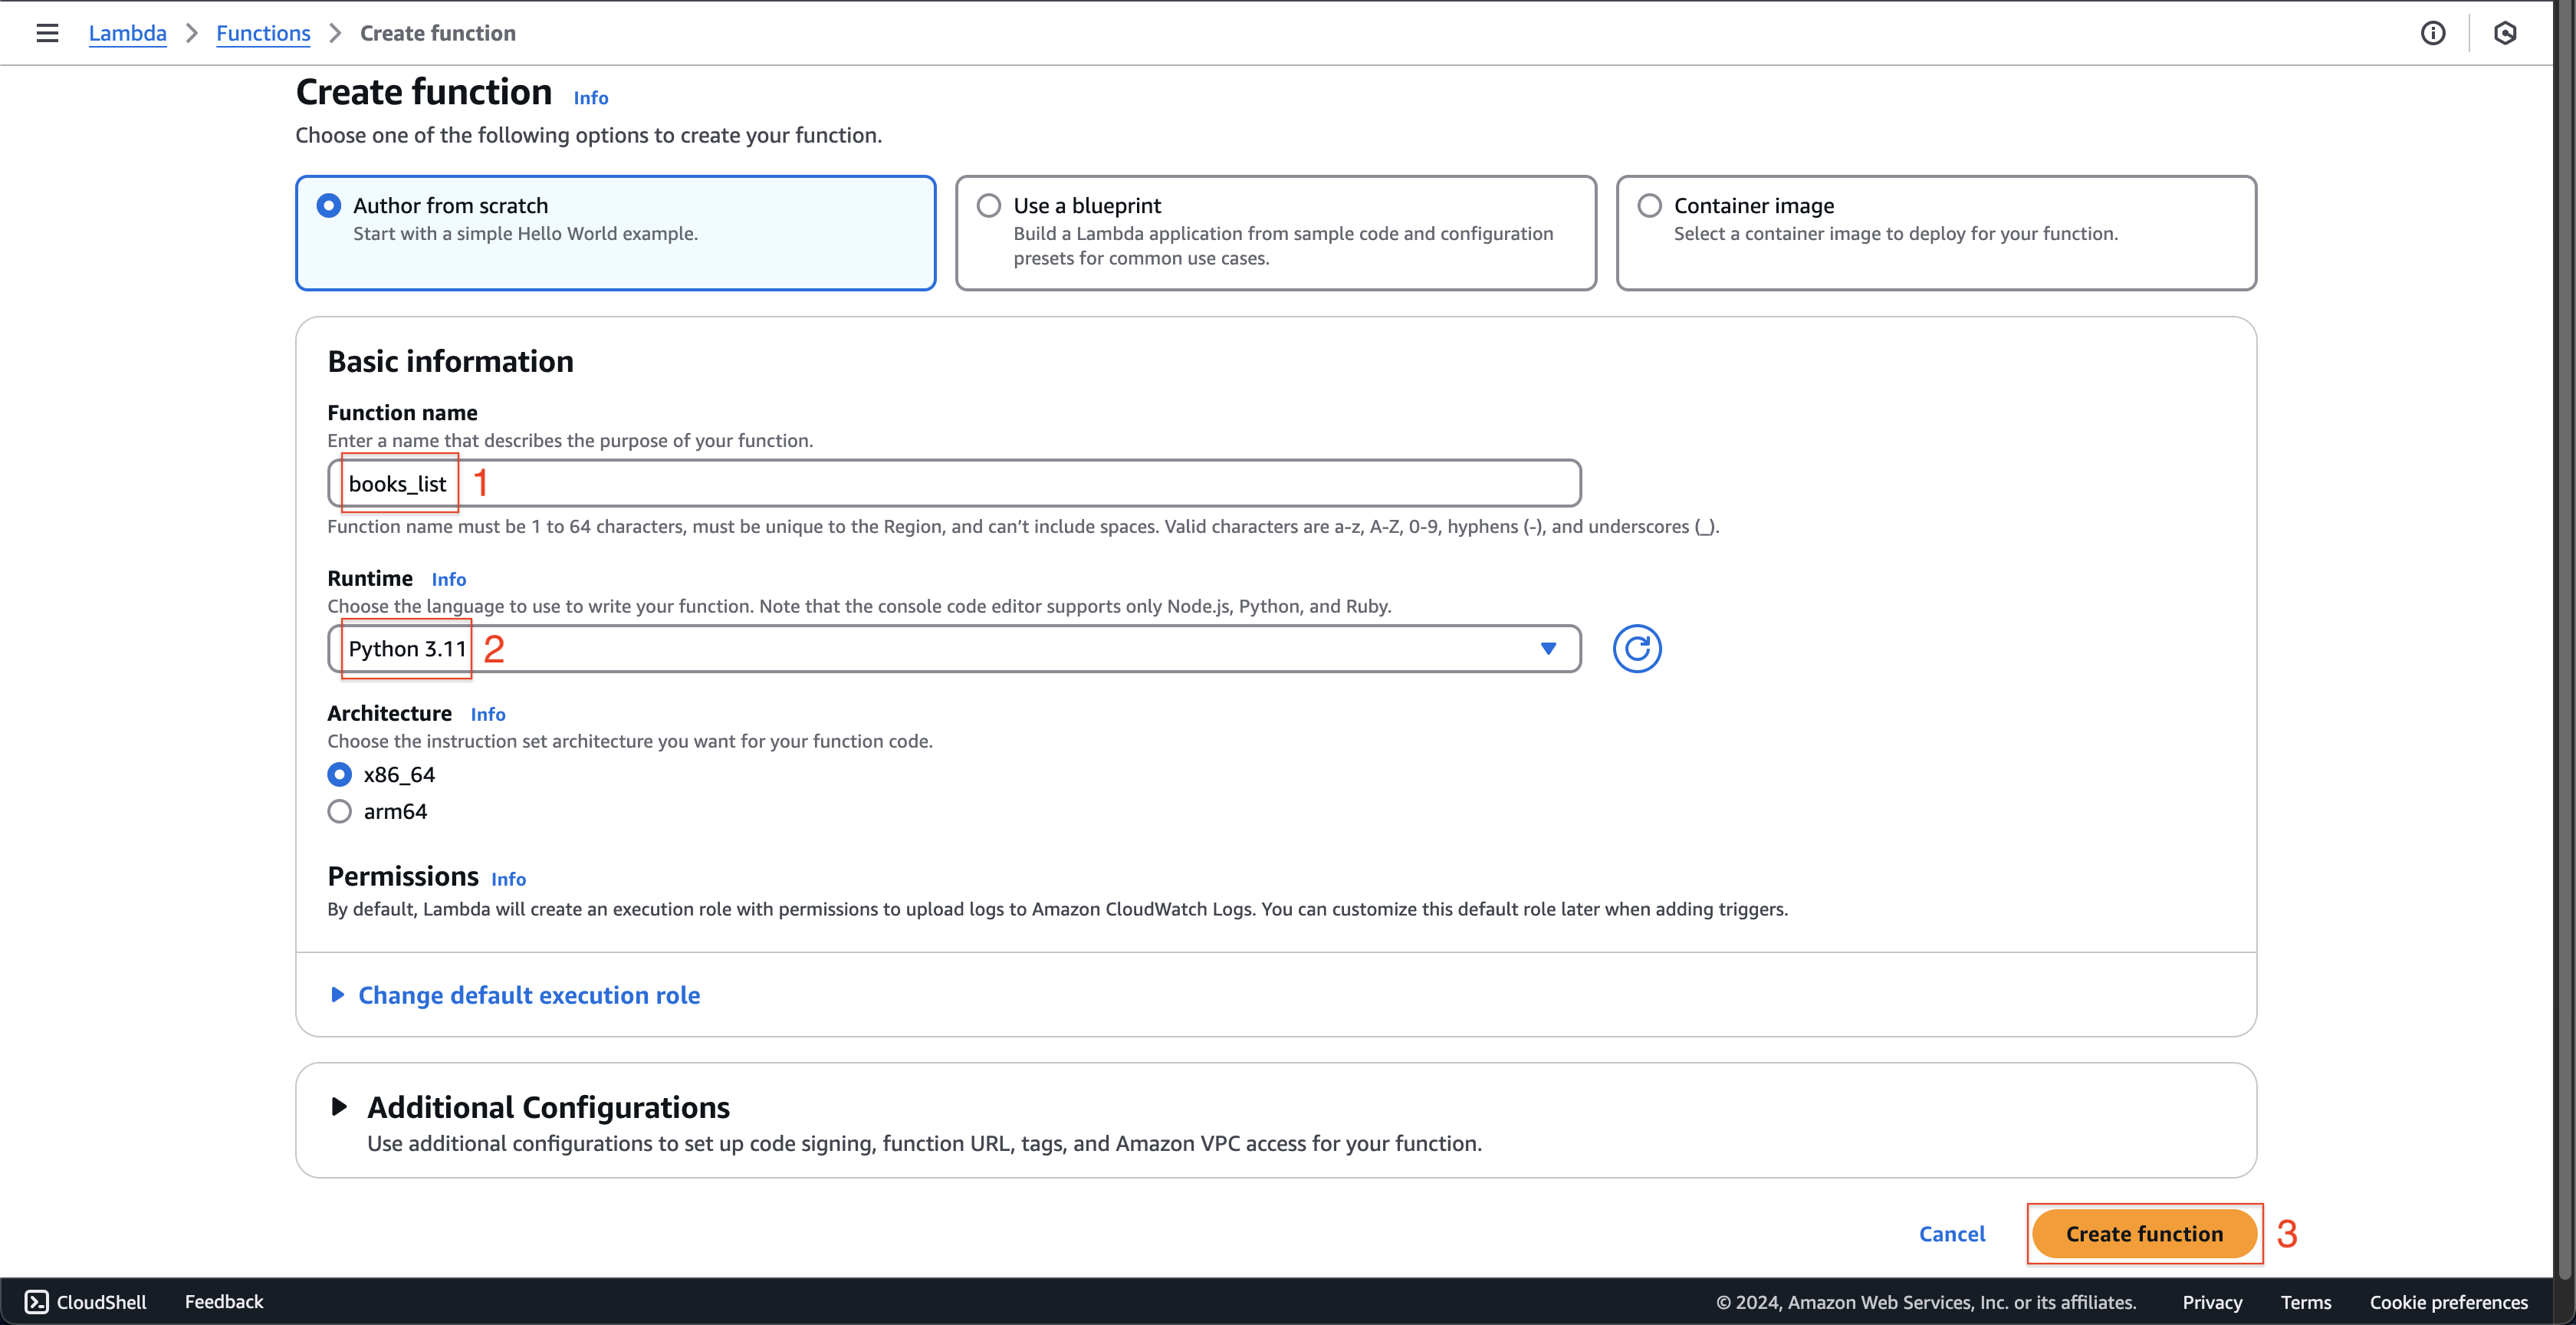 Lambda > Functions > Create function
Create function Info
Choose one of the following options to create your function.
Author from scratch
Start with a simple Hello World example.
Use a blueprint
Build a Lambda application from sample code and configuration
presets for common use cases.
Container image
Select a container image to deploy for your function.
Basic information
Function name
Enter a name that describes the purpose of your function.
books_list 1
Function name must be 1 to 64 characters, must be unique to the Region, and can’t include spaces. Valid characters are a-z, A-Z, 0-9, hyphens (-), and underscores (_).
Runtime Info
Choose the language to use to write your function. Note that the console code editor supports only Node.js, Python, and Ruby.
Python 3.11 2
Architecture Info
Choose the instruction set architecture you want for your function code.
x86_64
arm64
Permissions Info
By default, Lambda will create an execution role with permissions to upload logs to Amazon CloudWatch Logs. You can customize this default role later when adding triggers.
Change default execution role
Additional Configurations
Use additional configurations to set up code signing, function URL, tags, and Amazon VPC access for your function.
Cancel Create function 3
CloudShell Feedback © 2024, Amazon Web Services, Inc. or its affiliates. Privacy Terms Cookie preferences